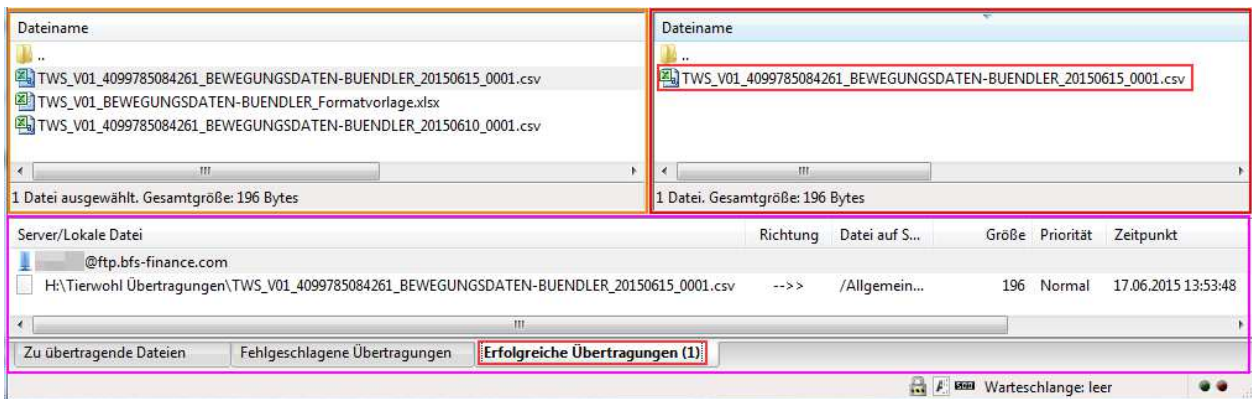 Dateiname
..
TWS_V01_4099785084261_BEWEGUNGSDATEN-BUENDLER_20150615_0001.csv
TWS_V01_BEWEGUNGSDATEN-BUENDLER_Formatvorlage.xlsx
TWS_V01_4099785084261_BEWEGUNGSDATEN-BUENDLER_20150610_0001.csv
1 Datei ausgewählt. Gesamtgröße: 196 Bytes
Dateiname
..
TWS_V01_4099785084261_BEWEGUNGSDATEN-BUENDLER_20150615_0001.csv
1 Datei. Gesamtgröße: 196 Bytes
Server/Lokale Datei Richtung Datei auf S... Größe Priorität Zeitpunkt
@ftp.bfs-finance.com
H:\Tierwohl Übertragungen\TWS_V01_4099785084261_BEWEGUNGSDATEN-BUENDLER_20150615_0001.csv -->> /Allgemein... 196 Normal 17.06.2015 13:53:48
Zu übertragende Dateien Fehlgeschlagene Übertragungen Erfolgreiche Übertragungen (1)
Warteschlange: leer